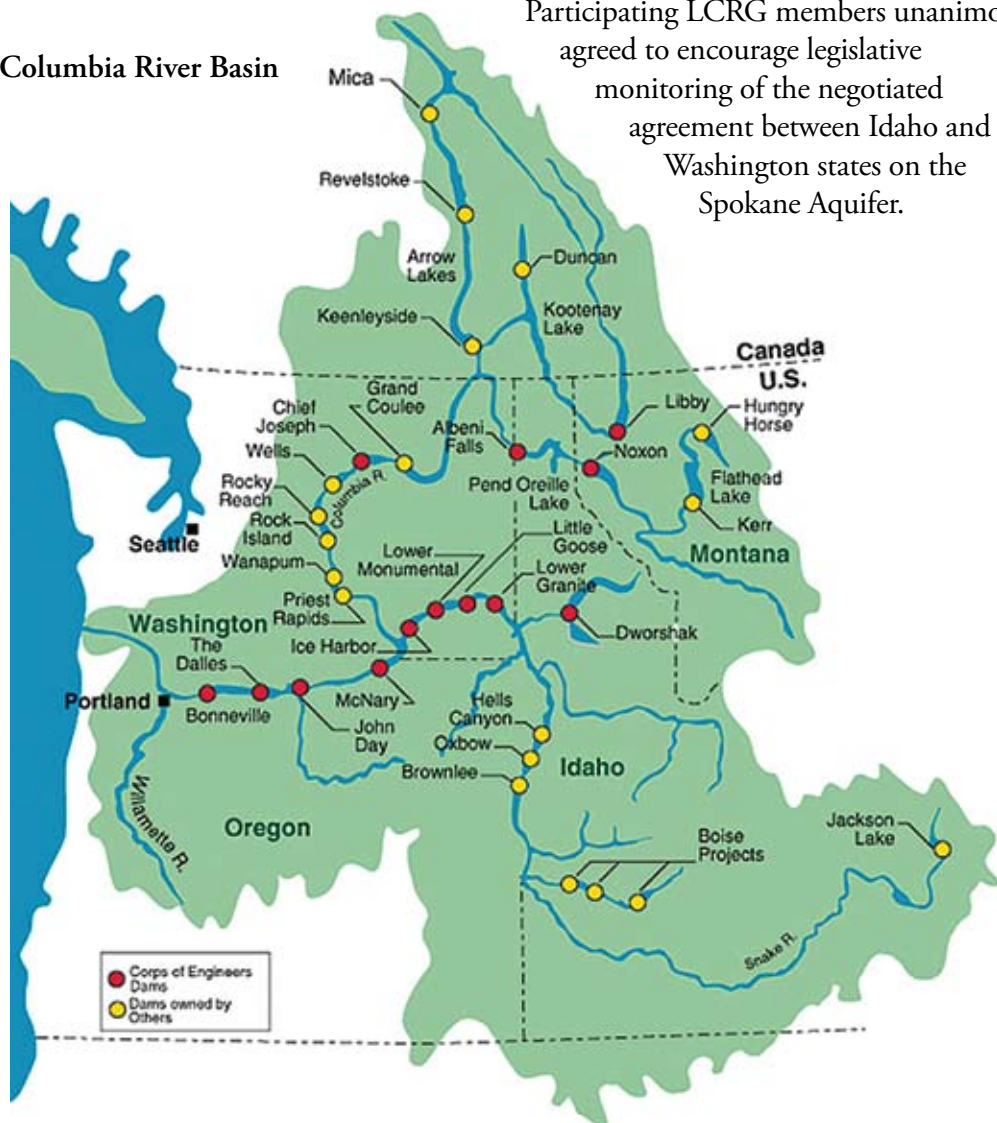 Participating LCRG members unanimo
agreed to encourage legislative
monitoring of the negotiated
agreement between Idaho and
Washington states on the
Spokane Aquifer.
Columbia River Basin
Mica
Revelstoke
Arrow
Lakes
Duncan
Keenleyside
Kootenay
Lake
Canada
U.S.
Grand
Coulee
Chief
Joseph
Albeni
Falls
Libby
Hungry
Horse
Wells
Noxon
Columbia R.
Rocky
Reach
Pend Oreille
Lake
Flathead
Lake
Rock
Island
Kerr
Seattle
Little
Goose
Lower
Monumental
Montana
Wanapum
Lower
Granite
Priest
Rapids
Washington
Ice Harbor
Dworshak
The
Dalles
Portland
Bonneville
McNary
John
Day
Hells
Canyon
Oxbow
Brownlee
Idaho
Willamette R.
Oregon
Boise
Projects
Jackson
Lake
Snake R.
Corps of Engineers
Dams
Dams owned by
Others